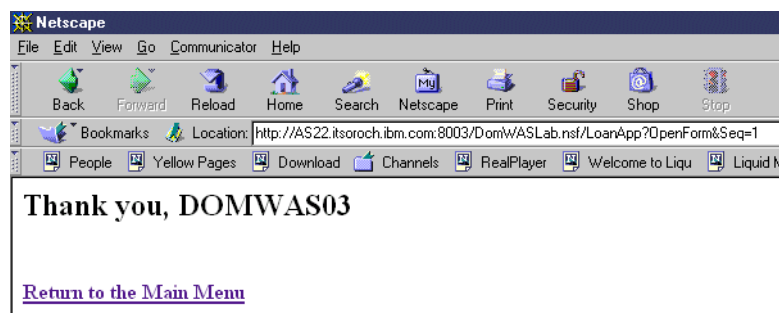 Netscape
File Edit View Go Communicator Help
Back Forward Reload Home Search Netscape Print Security Shop Stop
Bookmarks Location: http://AS22.itsoroch.ibm.com:8003/DomWASLab.nsf/LoanApp?OpenForm&Seq=1
People Yellow Pages Download Channels RealPlayer Welcome to Liqu Liquid M
Thank you, DOMWAS03
Return to the Main Menu